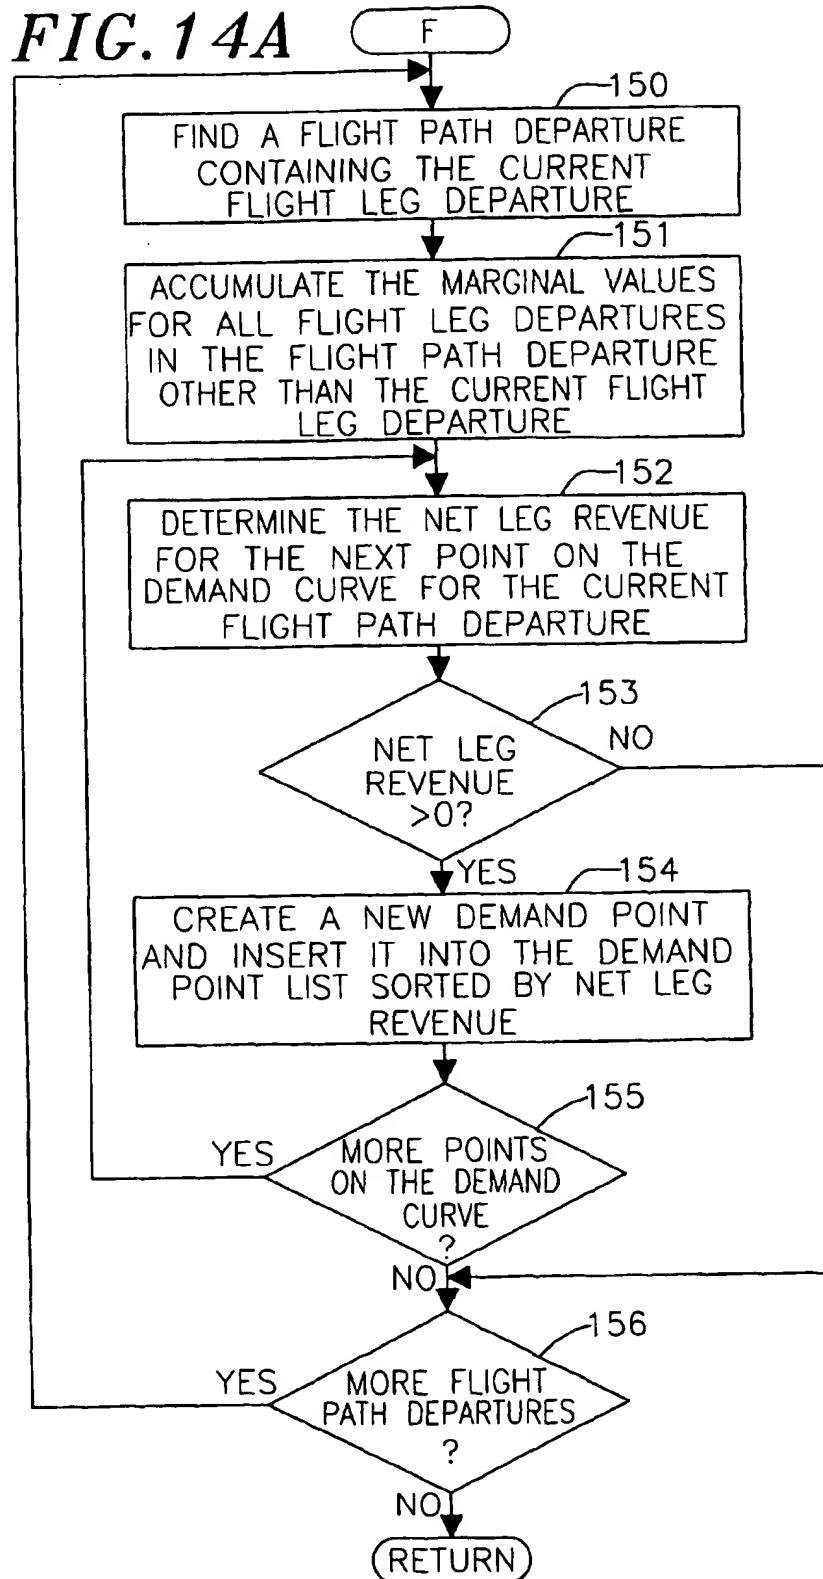 FIG. 14A
F
150
FIND A FLIGHT PATH DEPARTURE
CONTAINING THE CURRENT
FLIGHT LEG DEPARTURE
151
ACCUMULATE THE MARGINAL VALUES
FOR ALL FLIGHT LEG DEPARTURES
IN THE FLIGHT PATH DEPARTURE
OTHER THAN THE CURRENT FLIGHT
LEG DEPARTURE
152
DETERMINE THE NET LEG REVENUE
FOR THE NEXT POINT ON THE
DEMAND CURVE FOR THE CURRENT
FLIGHT PATH DEPARTURE
153
NET LEG
REVENUE
>0?
NO
YES
154
CREATE A NEW DEMAND POINT
AND INSERT IT INTO THE DEMAND
POINT LIST SORTED BY NET LEG
REVENUE
155
YES
MORE POINTS
ON THE DEMAND
CURVE
?
NO
156
YES
MORE FLIGHT
PATH DEPARTURES
?
NO
RETURN